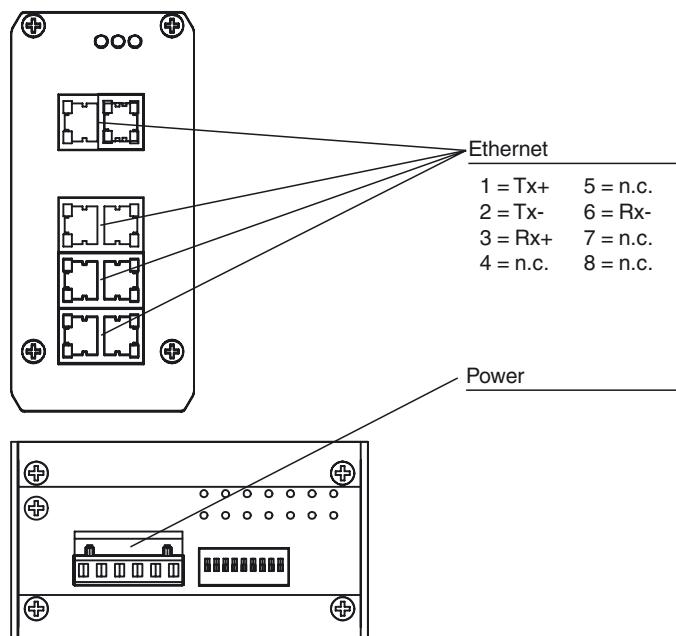 Ethernet
1 = Tx+ 5 = n.c.
2 = Tx- 6 = Rx-
3 = Rx+ 7 = n.c.
4 = n.c. 8 = n.c.
Power